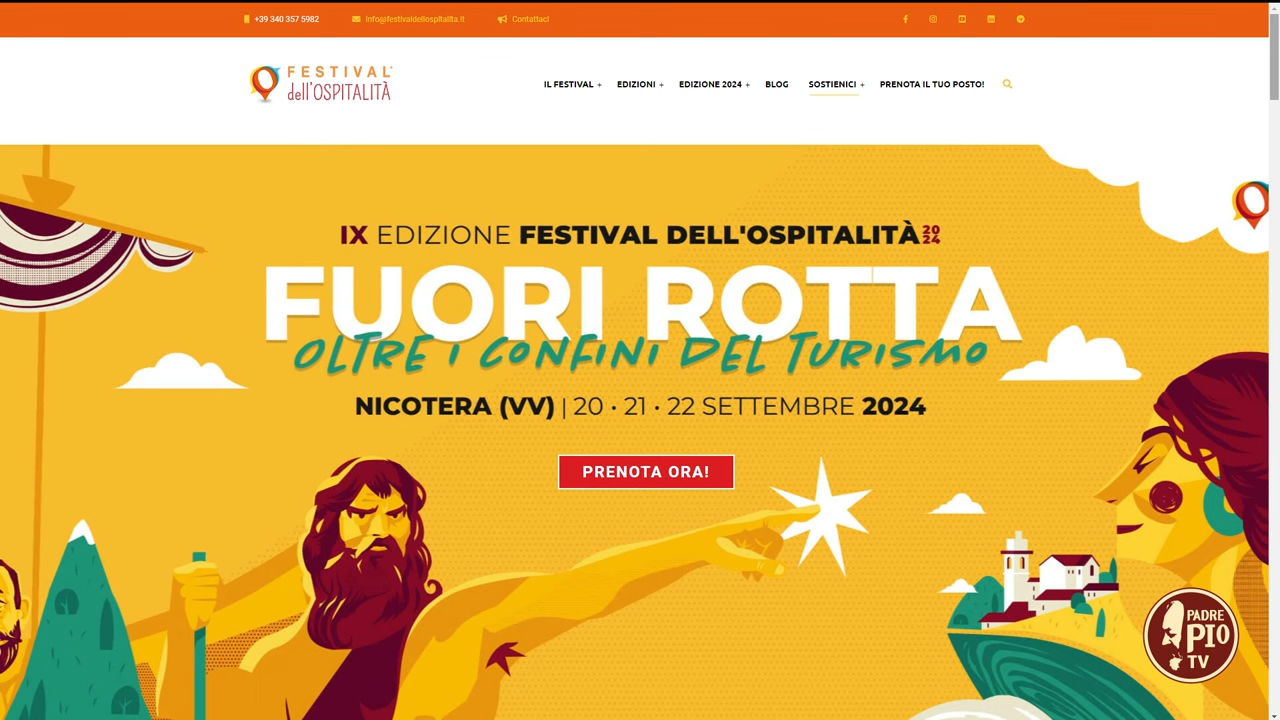 +39 340 357 5982 info@festivaldellospitalita.it Contattaci
FESTIVAL
dell'OSPITALITÀ
IL FESTIVAL + EDIZIONI + EDIZIONE 2024 + BLOG SOSTIENICI + PRENOTA IL TUO POSTO!
IX EDIZIONE FESTIVAL DELL'OSPITALITÀ 2024
FUORI ROTTA
OLTRE I CONFINI DEL TURISMO
NICOTERA (VV) | 20 • 21 • 22 SETTEMBRE 2024
PRENOTA ORA!
PADRE
PIO
TV